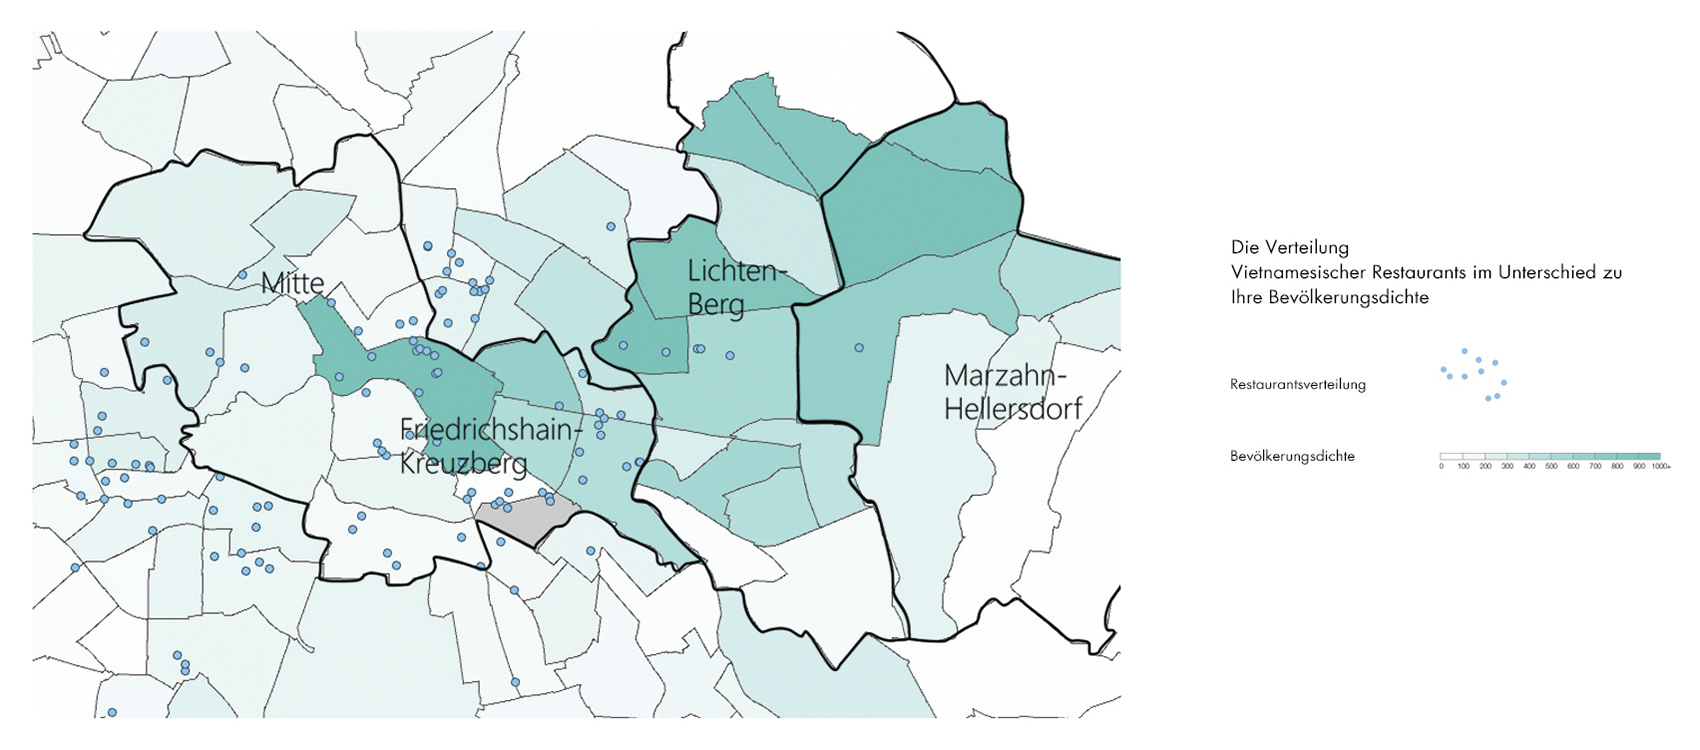 Mitte
Lichten-
Berg
Marzahn-
Hellersdorf
Friedrichshain-
Kreuzberg
Die Verteilung
Vietnamesischer Restaurants im Unterschied zu
Ihre Bevölkerungsdichte
Restaurantsverteilung
Bevölkerungsdichte
0 100 200 300 400 500 600 700 800 900 1000+